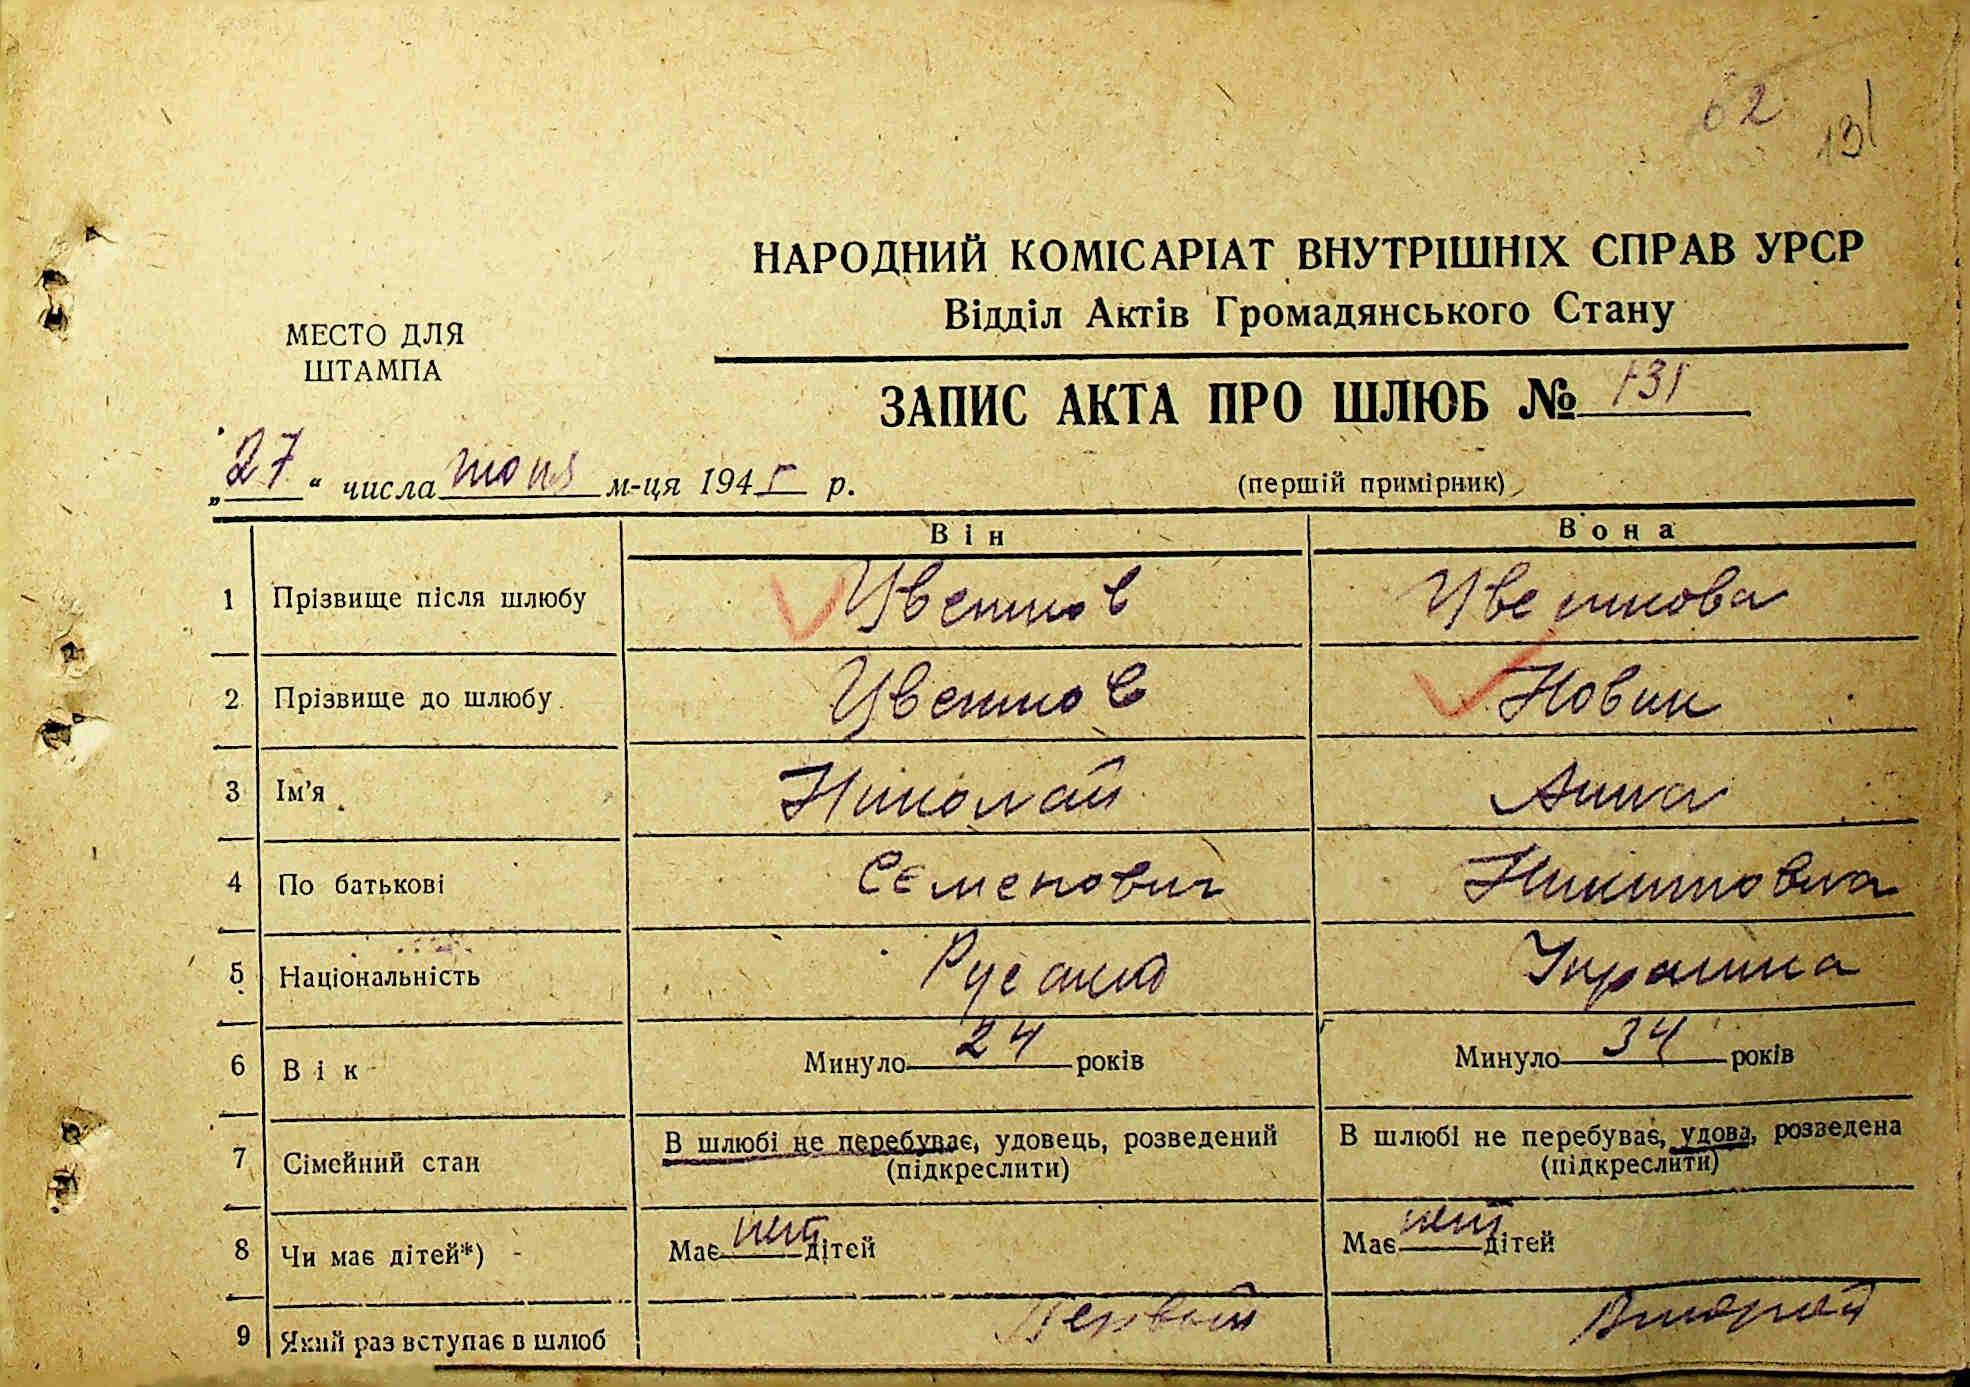 62
131
НАРОДНИЙ КОМІСАРІАТ ВНУТРІШНІХ СПРАВ УРСР
Відділ Актів Громадянського Стану
МЕСТО ДЛЯ
ШТАМПА
ЗАПИС АКТА ПРО ШЛЮБ № 131
„27“ числа июня м-ця 1945 р.
(першій примірник)
Він Вона
1 Прізвище після шлюбу Цветков Цветкова
2 Прізвище до шлюбу Цветков Новик
3 Ім'я Николай Анна
4 По батькові Семенович Никитовна
5 Національність Украинка
6 Вік Минуло 24 років Минуло 34 років
7 Сімейний стан В шлюбі не перебуває, удовець, розведений В шлюбі не перебуває, удова, розведена
(підкреслити) (підкреслити)
8 Чи має дітей*) Має нет дітей Має нет дітей
9 Який раз вступає в шлюб Первый Второй